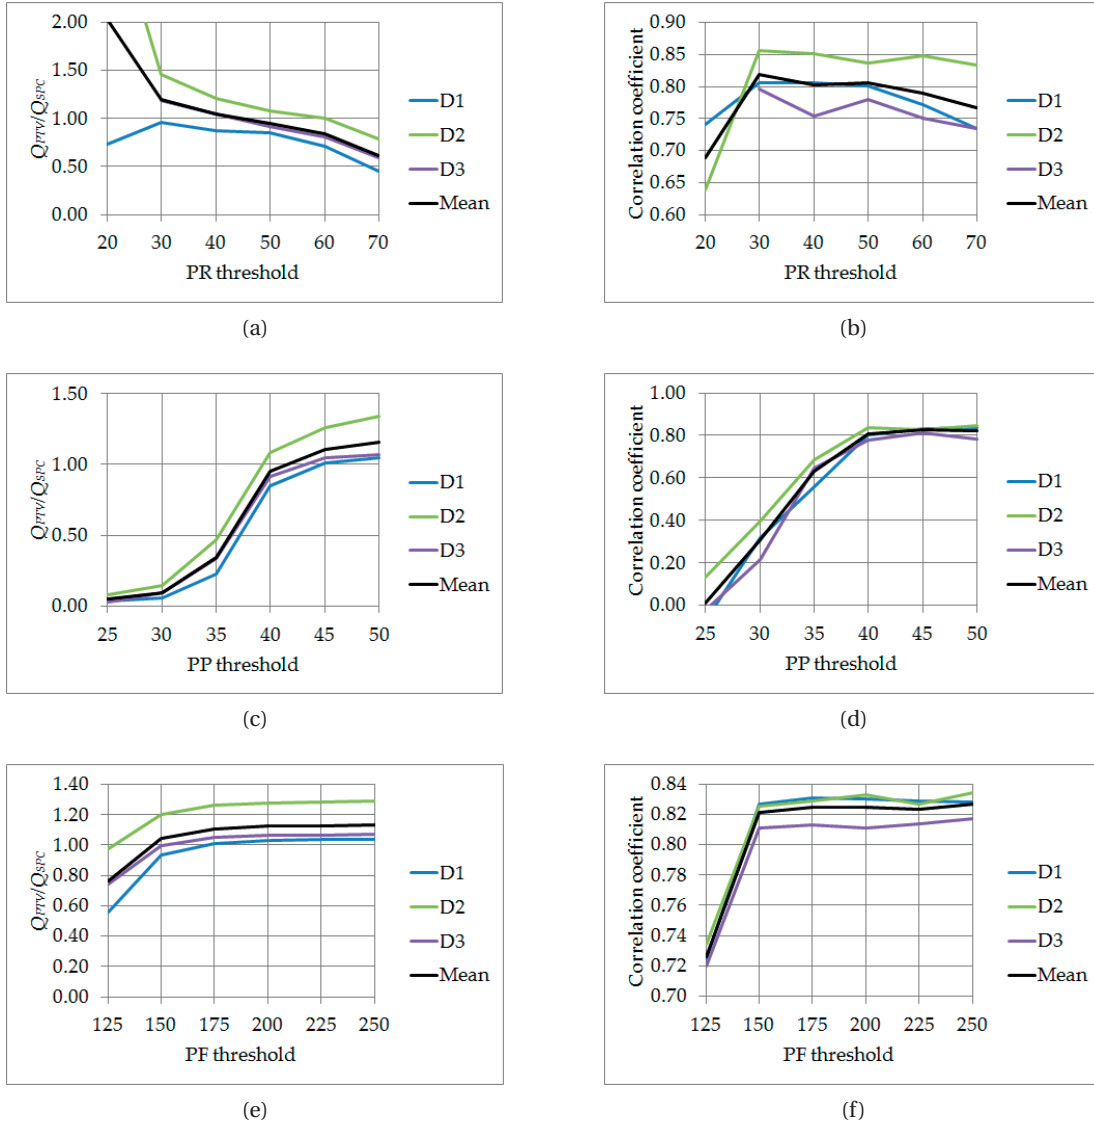 2.00
1.50
1.00
0.50
0.00
Q_PTV/Q_SPC
20 30 40 50 60 70
PR threshold
D1
D2
D3
Mean
(a)
0.90
0.85
0.80
0.75
0.70
0.65
0.60
Correlation coefficient
20 30 40 50 60 70
PR threshold
D1
D2
D3
Mean
(b)
1.50
1.00
0.50
0.00
Q_PTV/Q_SPC
25 30 35 40 45 50
PP threshold
D1
D2
D3
Mean
(c)
1.00
0.80
0.60
0.40
0.20
0.00
Correlation coefficient
25 30 35 40 45 50
PP threshold
D1
D2
D3
Mean
(d)
1.40
1.20
1.00
0.80
0.60
0.40
0.20
0.00
Q_PTV/Q_SPC
125 150 175 200 225 250
PF threshold
D1
D2
D3
Mean
(e)
0.84
0.82
0.80
0.78
0.76
0.74
0.72
0.70
Correlation coefficient
125 150 175 200 225 250
PF threshold
D1
D2
D3
Mean
(f)